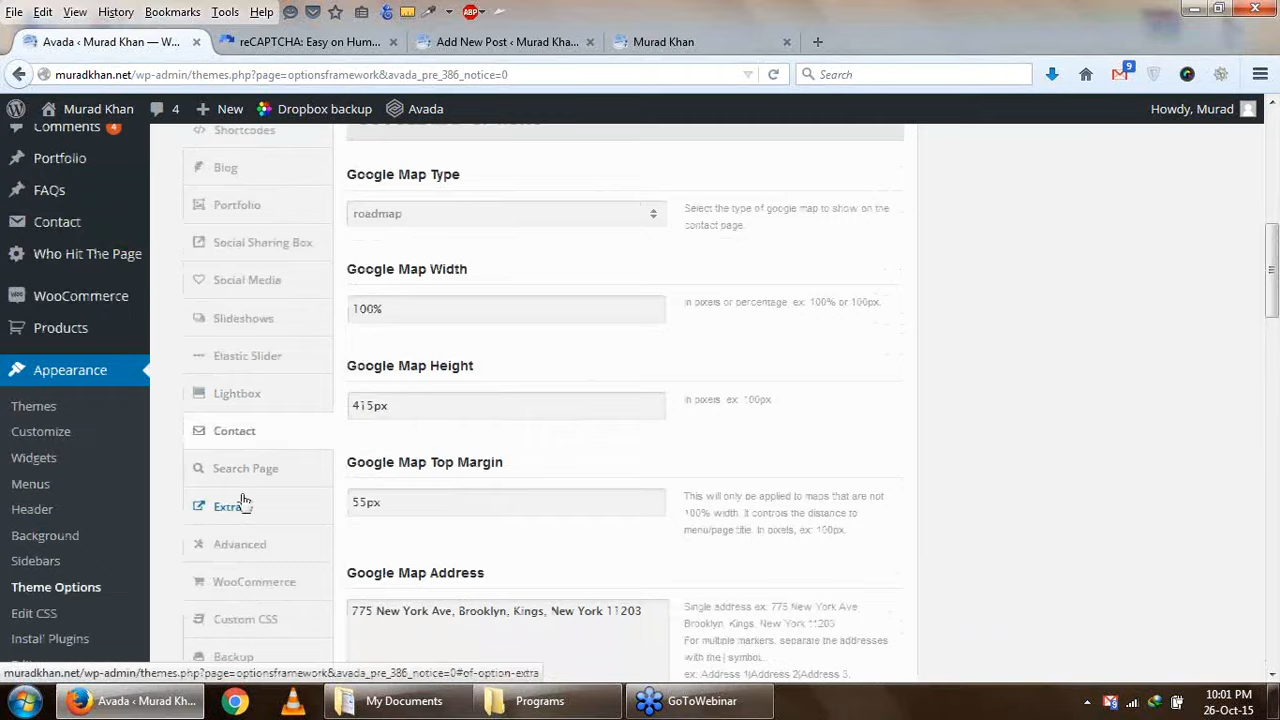 File Edit View History Bookmarks Tools Help
Avada ‹ Murad Khan — W...
reCAPTCHA: Easy on Hum...
Add New Post ‹ Murad Kh...
Murad Khan
muradkhan.net/wp-admin/themes.php?page=optionsframework&avada_pre_386_notice=0
Search
9
Murad Khan
4
New
Dropbox backup
Avada
Howdy, Murad
Comments 4
Portfolio
FAQs
Contact
Who Hit The Page
WooCommerce
Products
Appearance
Themes
Customize
Widgets
Menus
Header
Background
Sidebars
Theme Options
Edit CSS
Install Plugins
Shortcodes
Blog
Portfolio
Social Sharing Box
Social Media
Slideshows
Elastic Slider
Lightbox
Contact
Search Page
Extra
Advanced
WooCommerce
Custom CSS
Backup
Google Map Type
roadmap
Select the type of google map to show on the
contact page.
Google Map Width
100%
In pixels or percentage, ex: 100% or 100px.
Google Map Height
415px
In pixels, ex: 100px
Google Map Top Margin
55px
This will only be applied to maps that are not
100% width. It controls the distance to
menu/page title. In pixels, ex: 100px.
Google Map Address
775 New York Ave, Brooklyn, Kings, New York 11203
Single address ex: 775 New York Ave,
Brooklyn, Kings, New York 11203
For multiple markers, separate the addresses
with the | symbol.
ex: Address 1|Address 2|Address 3.
muradkhan.net/wp-admin/themes.php?page=optionsframework&avada_pre_386_notice=0#of-option-extra
Avada ‹ Murad Khan...
My Documents
Programs
GoToWebinar
10:01 PM
26-Oct-15